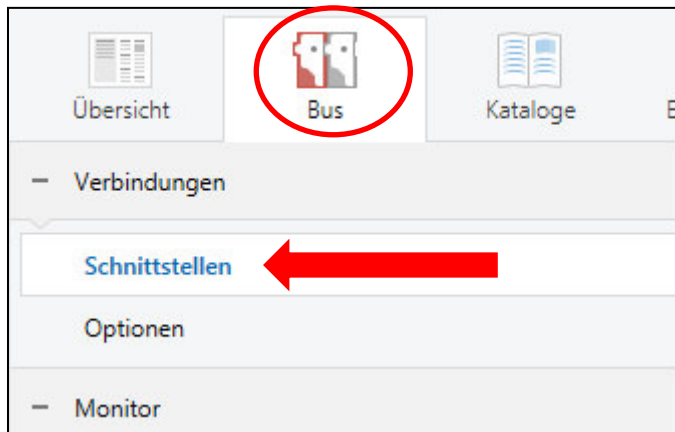 Übersicht Bus Kataloge E
Verbindungen
Schnittstellen
Optionen
Monitor